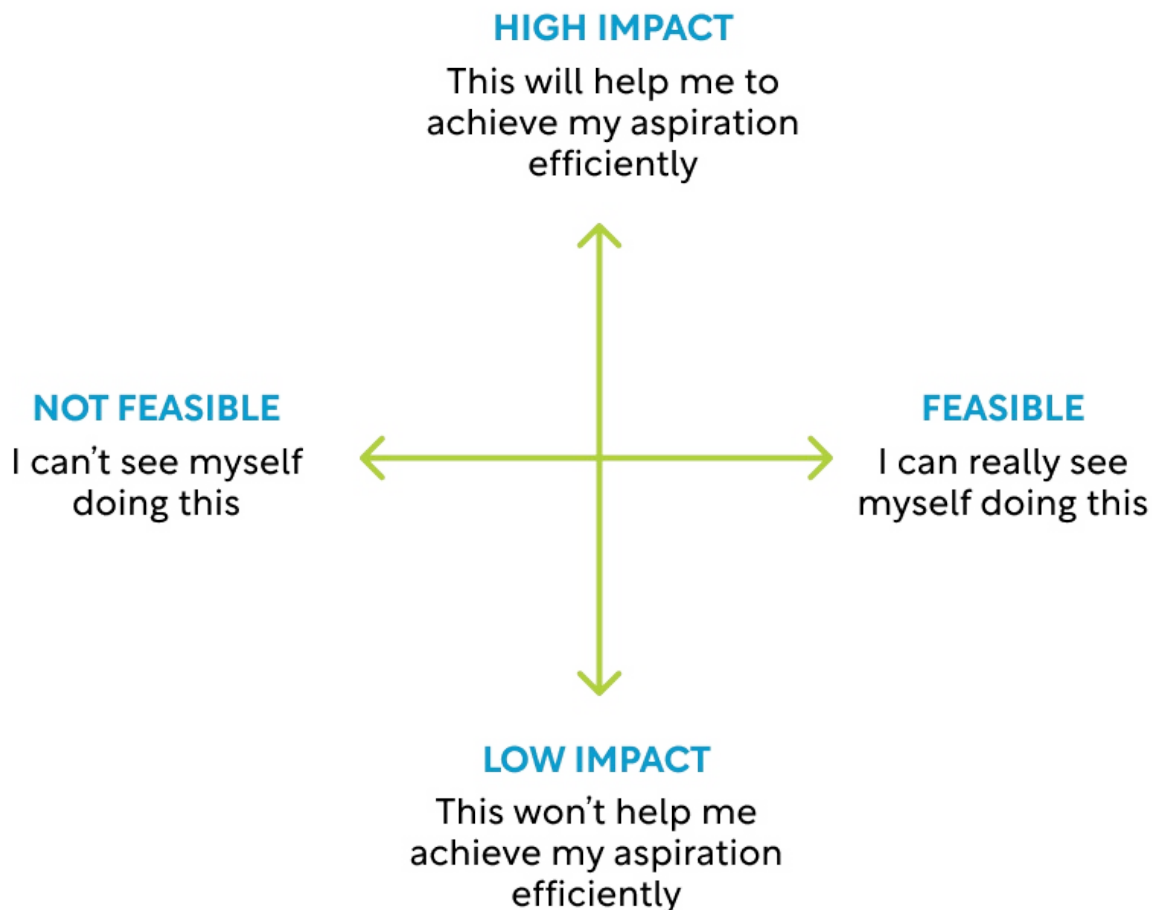 HIGH IMPACT
This will help me to
achieve my aspiration
efficiently
NOT FEASIBLE
I can’t see myself
doing this
FEASIBLE
I can really see
myself doing this
LOW IMPACT
This won’t help me
achieve my aspiration
efficiently